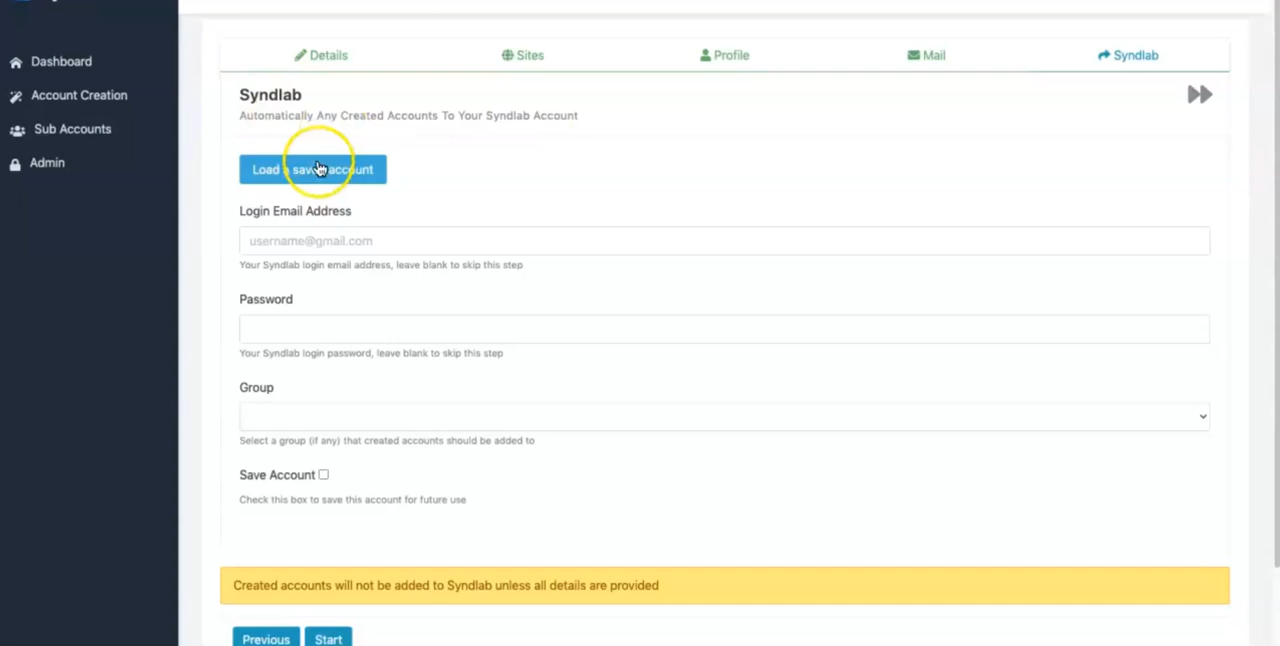 Dashboard
Account Creation
Sub Accounts
Admin
Details Sites Profile Mail Syndlab
Syndlab
Automatically Any Created Accounts To Your Syndlab Account
Load a saved account
Login Email Address
username@gmail.com
Your Syndlab login email address, leave blank to skip this step
Password
Your Syndlab login password, leave blank to skip this step
Group
Select a group (if any) that created accounts should be added to
Save Account
Check this box to save this account for future use
Created accounts will not be added to Syndlab unless all details are provided
Previous Start